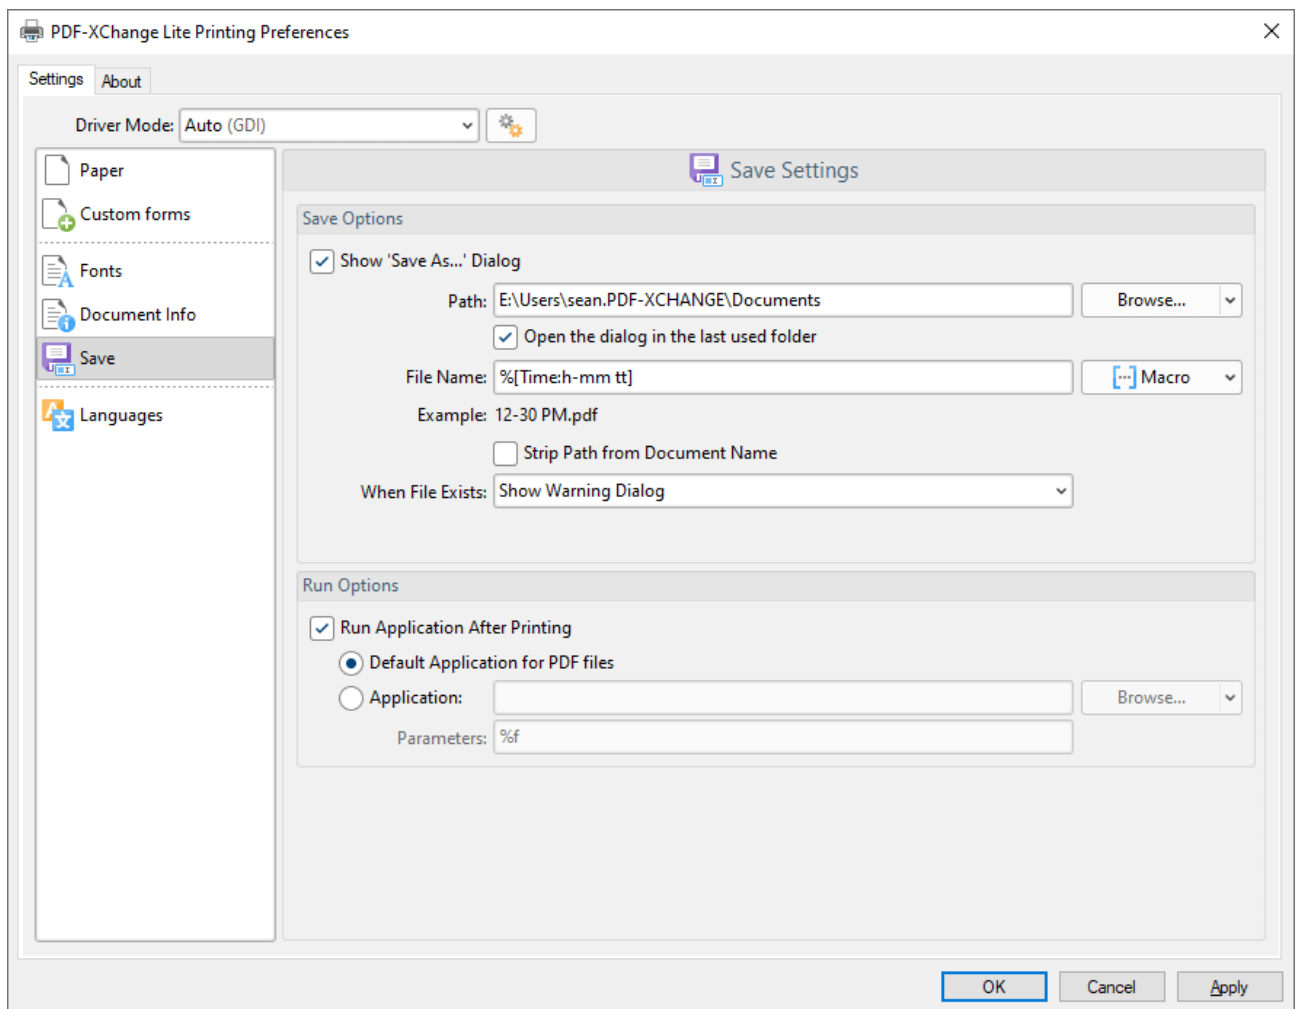 PDF-XChange Lite Printing Preferences
Settings About
Driver Mode: Auto (GDI)
Paper
Custom forms
Fonts
Document Info
Save
Languages
Save Settings
Save Options
Show 'Save As...' Dialog
Path: E:\Users\sean.PDF-XCHANGE\Documents Browse...
Open the dialog in the last used folder
File Name: %[Time:h-mm tt] Macro
Example: 12-30 PM.pdf
Strip Path from Document Name
When File Exists: Show Warning Dialog
Run Options
Run Application After Printing
Default Application for PDF files
Application: Browse...
Parameters: %f
OK Cancel Apply